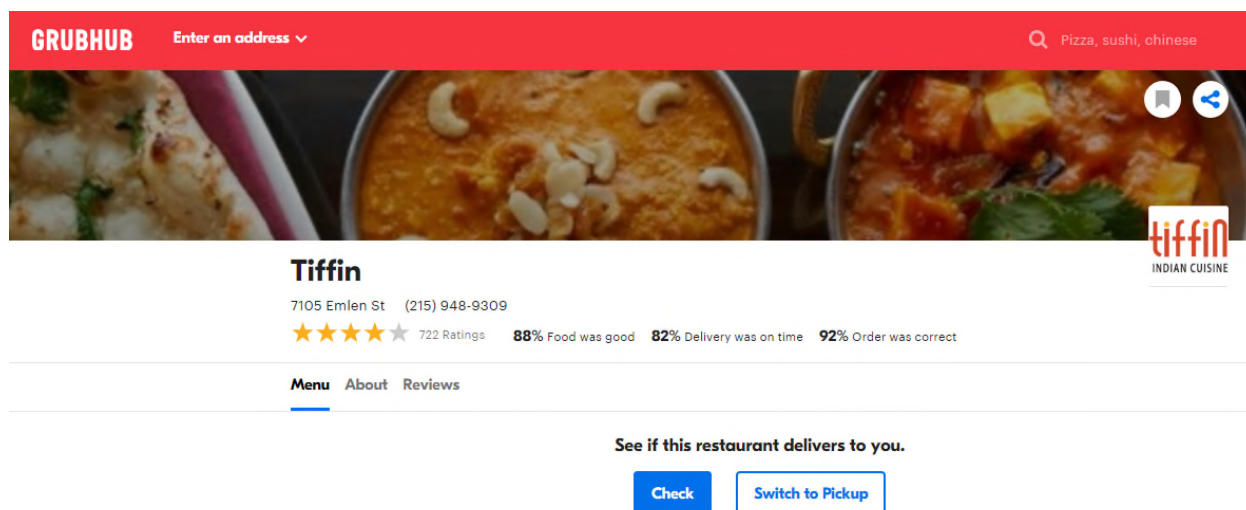 GRUBHUB Enter an address Pizza, sushi, chinese
tiffin
INDIAN CUISINE
Tiffin
7105 Emlen St (215) 948-9309
722 Ratings 88% Food was good 82% Delivery was on time 92% Order was correct
Menu About Reviews
See if this restaurant delivers to you.
Check Switch to Pickup